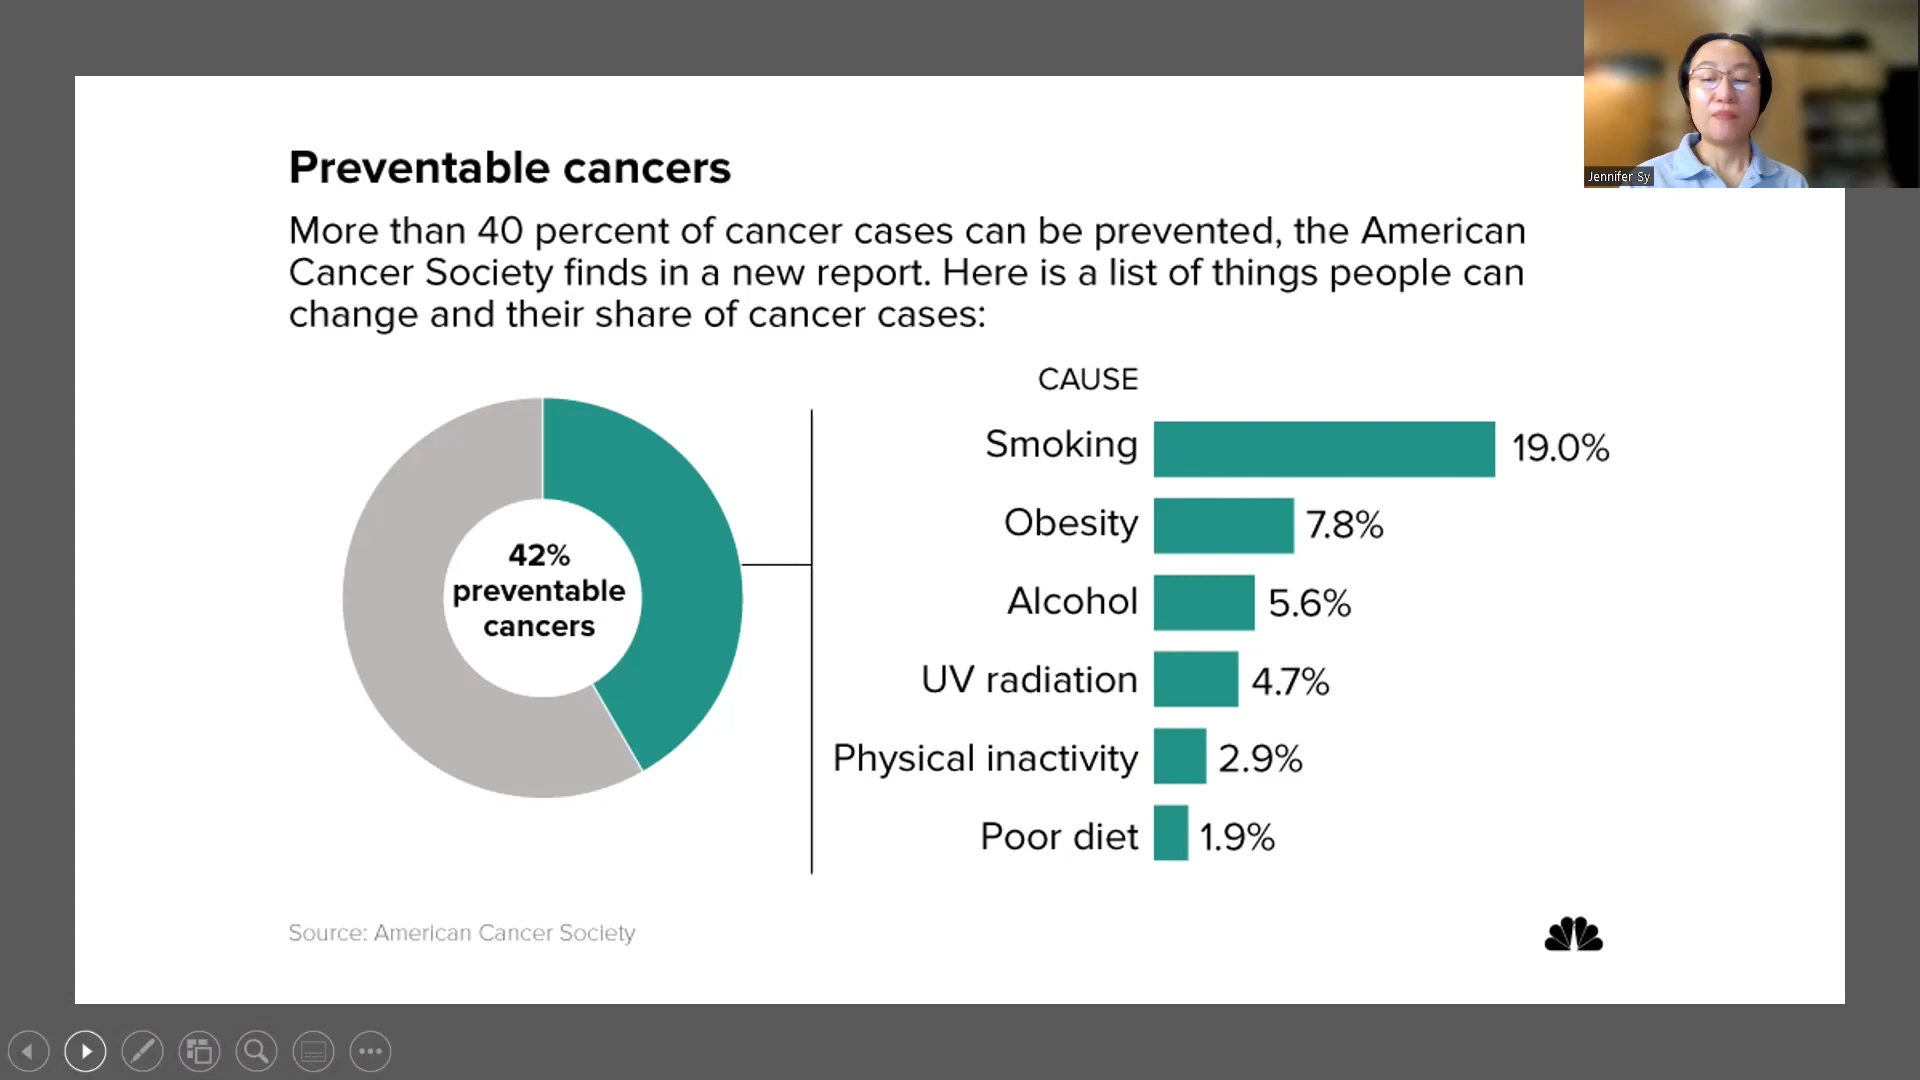 Preventable cancers
More than 40 percent of cancer cases can be prevented, the American
Cancer Society finds in a new report. Here is a list of things people can
change and their share of cancer cases:
42%
preventable
cancers
CAUSE
Smoking 19.0%
Obesity 7.8%
Alcohol 5.6%
UV radiation 4.7%
Physical inactivity 2.9%
Poor diet 1.9%
Source: American Cancer Society
Jennifer Sy